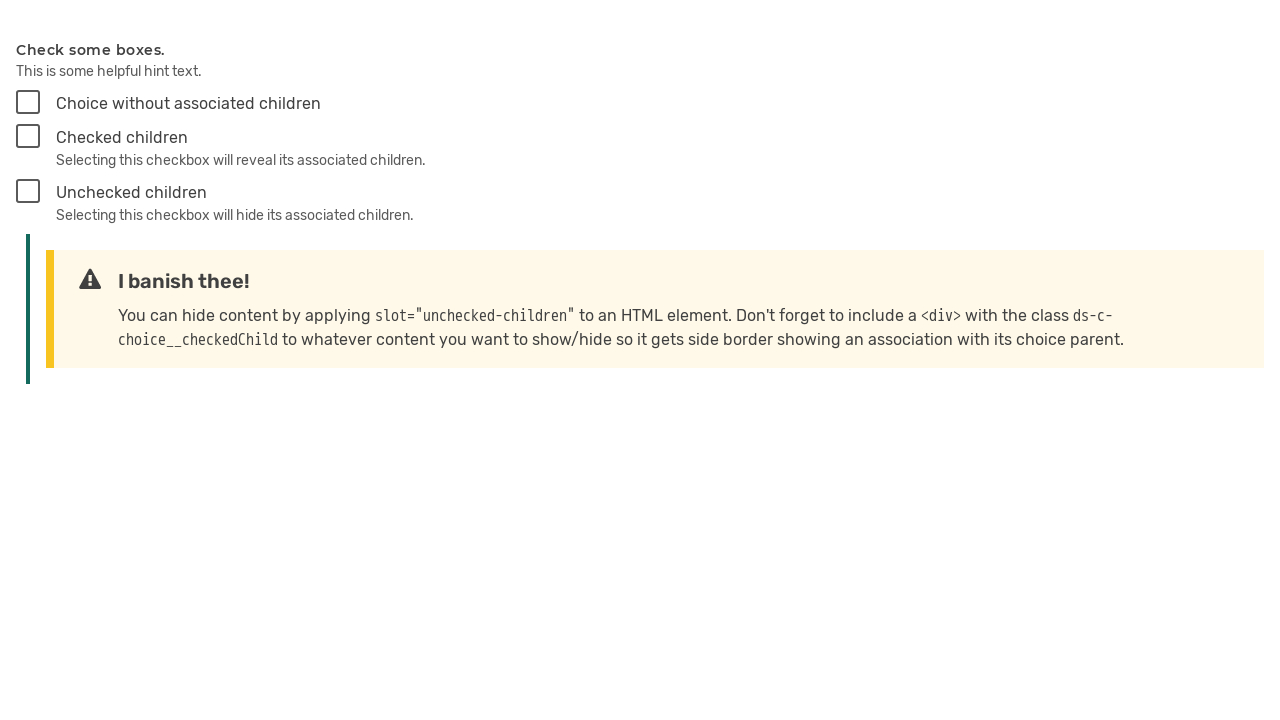 Check some boxes.
This is some helpful hint text.
Choice without associated children
Checked children
Selecting this checkbox will reveal its associated children.
Unchecked children
Selecting this checkbox will hide its associated children.
I banish thee!
You can hide content by applying slot="unchecked-children" to an HTML element. Don't forget to include a <div> with the class ds-c-
choice__checkedChild to whatever content you want to show/hide so it gets side border showing an association with its choice parent.